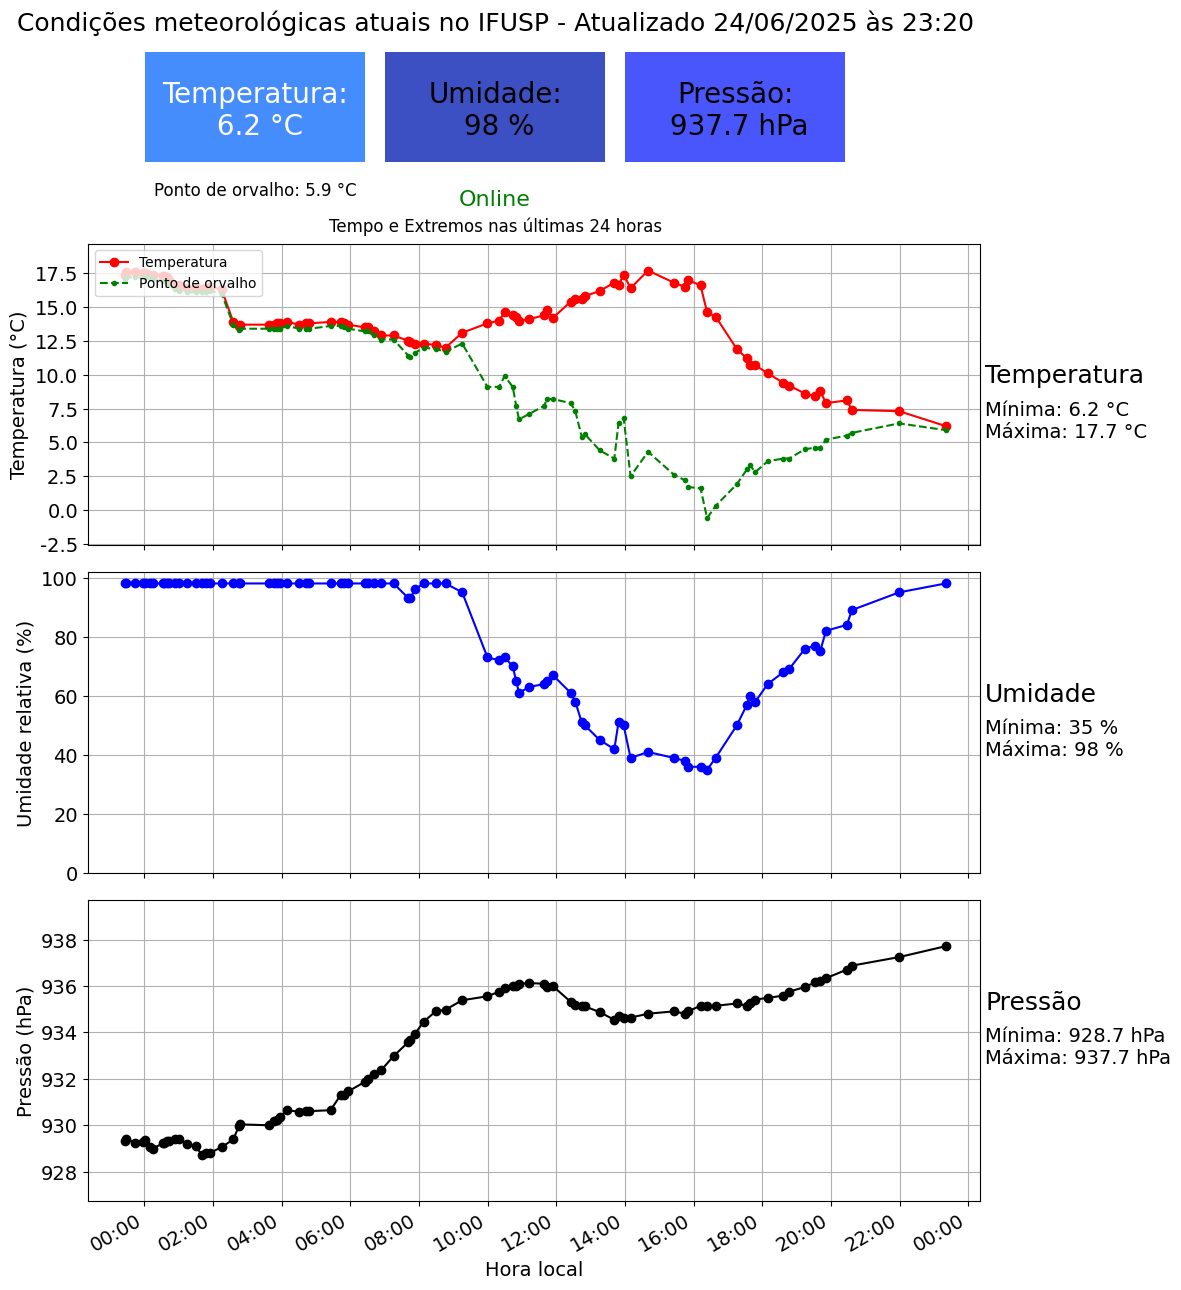 Condições meteorológicas atuais no IFUSP - Atualizado 24/06/2025 às 23:20
Temperatura:
6.2 °C
Umidade:
98 %
Pressão:
937.7 hPa
Ponto de orvalho: 5.9 °C
Online
Tempo e Extremos nas últimas 24 horas
Temperatura
Ponto de orvalho
Temperatura (°C)
17.5
15.0
12.5
10.0
7.5
5.0
2.5
0.0
-2.5
Temperatura
Mínima: 6.2 °C
Máxima: 17.7 °C
Umidade relativa (%)
100
80
60
40
20
0
Umidade
Mínima: 35 %
Máxima: 98 %
Pressão (hPa)
938
936
934
932
930
928
Pressão
Mínima: 928.7 hPa
Máxima: 937.7 hPa
00:00
02:00
04:00
06:00
08:00
10:00
12:00
14:00
16:00
18:00
20:00
22:00
00:00
Hora local